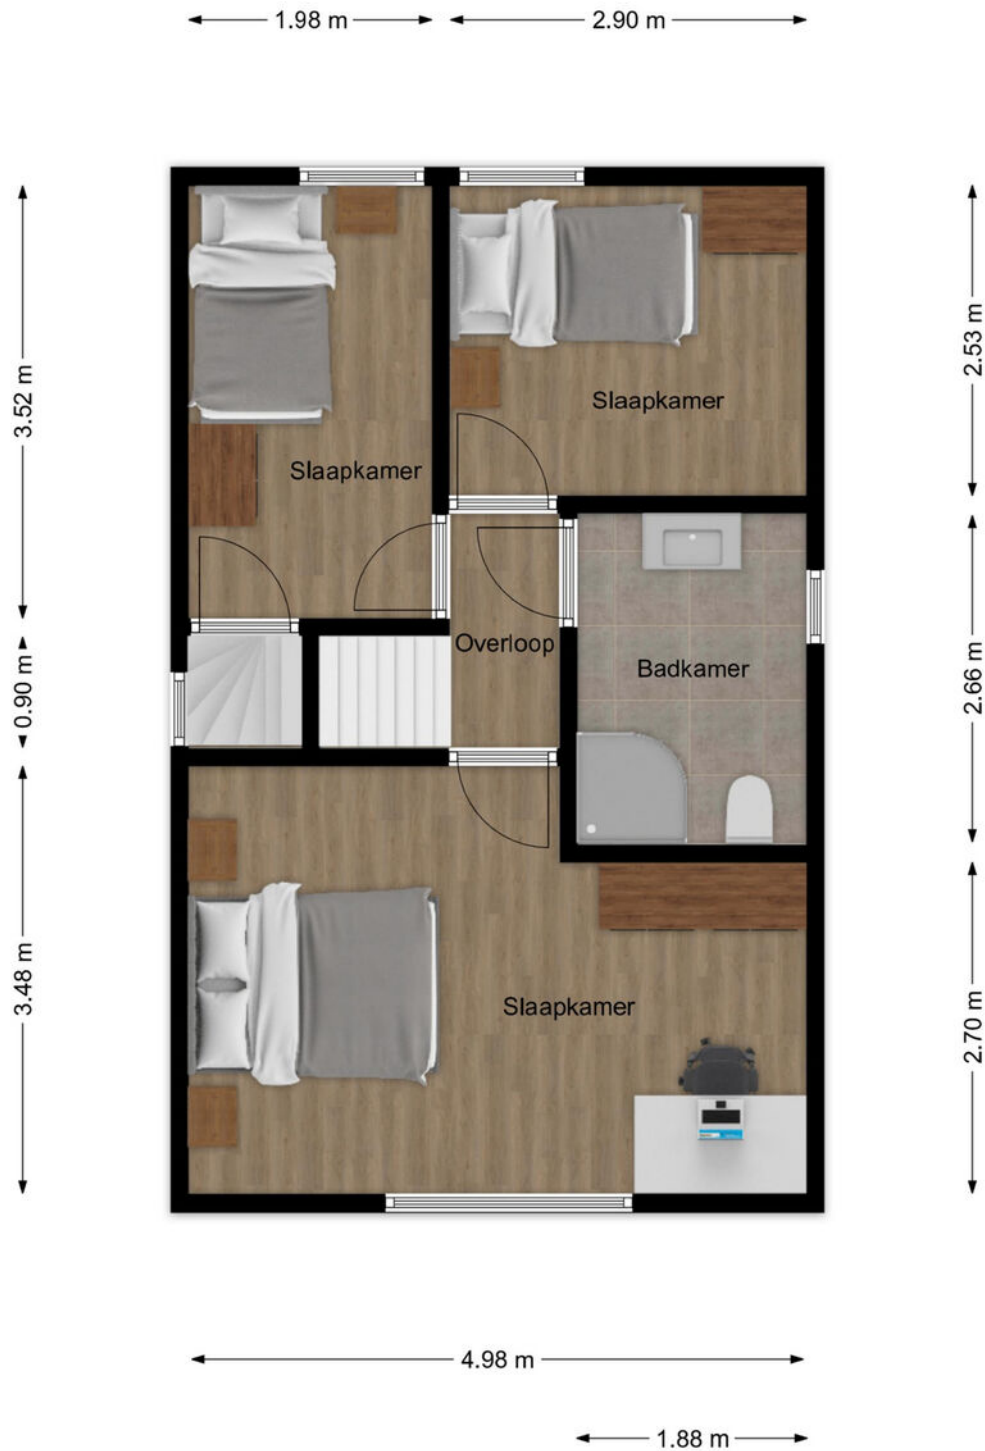 1.98 m
2.90 m
3.52 m
2.53 m
Slaapkamer
Slaapkamer
Overloop
Badkamer
0.90 m
2.66 m
3.48 m
Slaapkamer
2.70 m
4.98 m
1.88 m